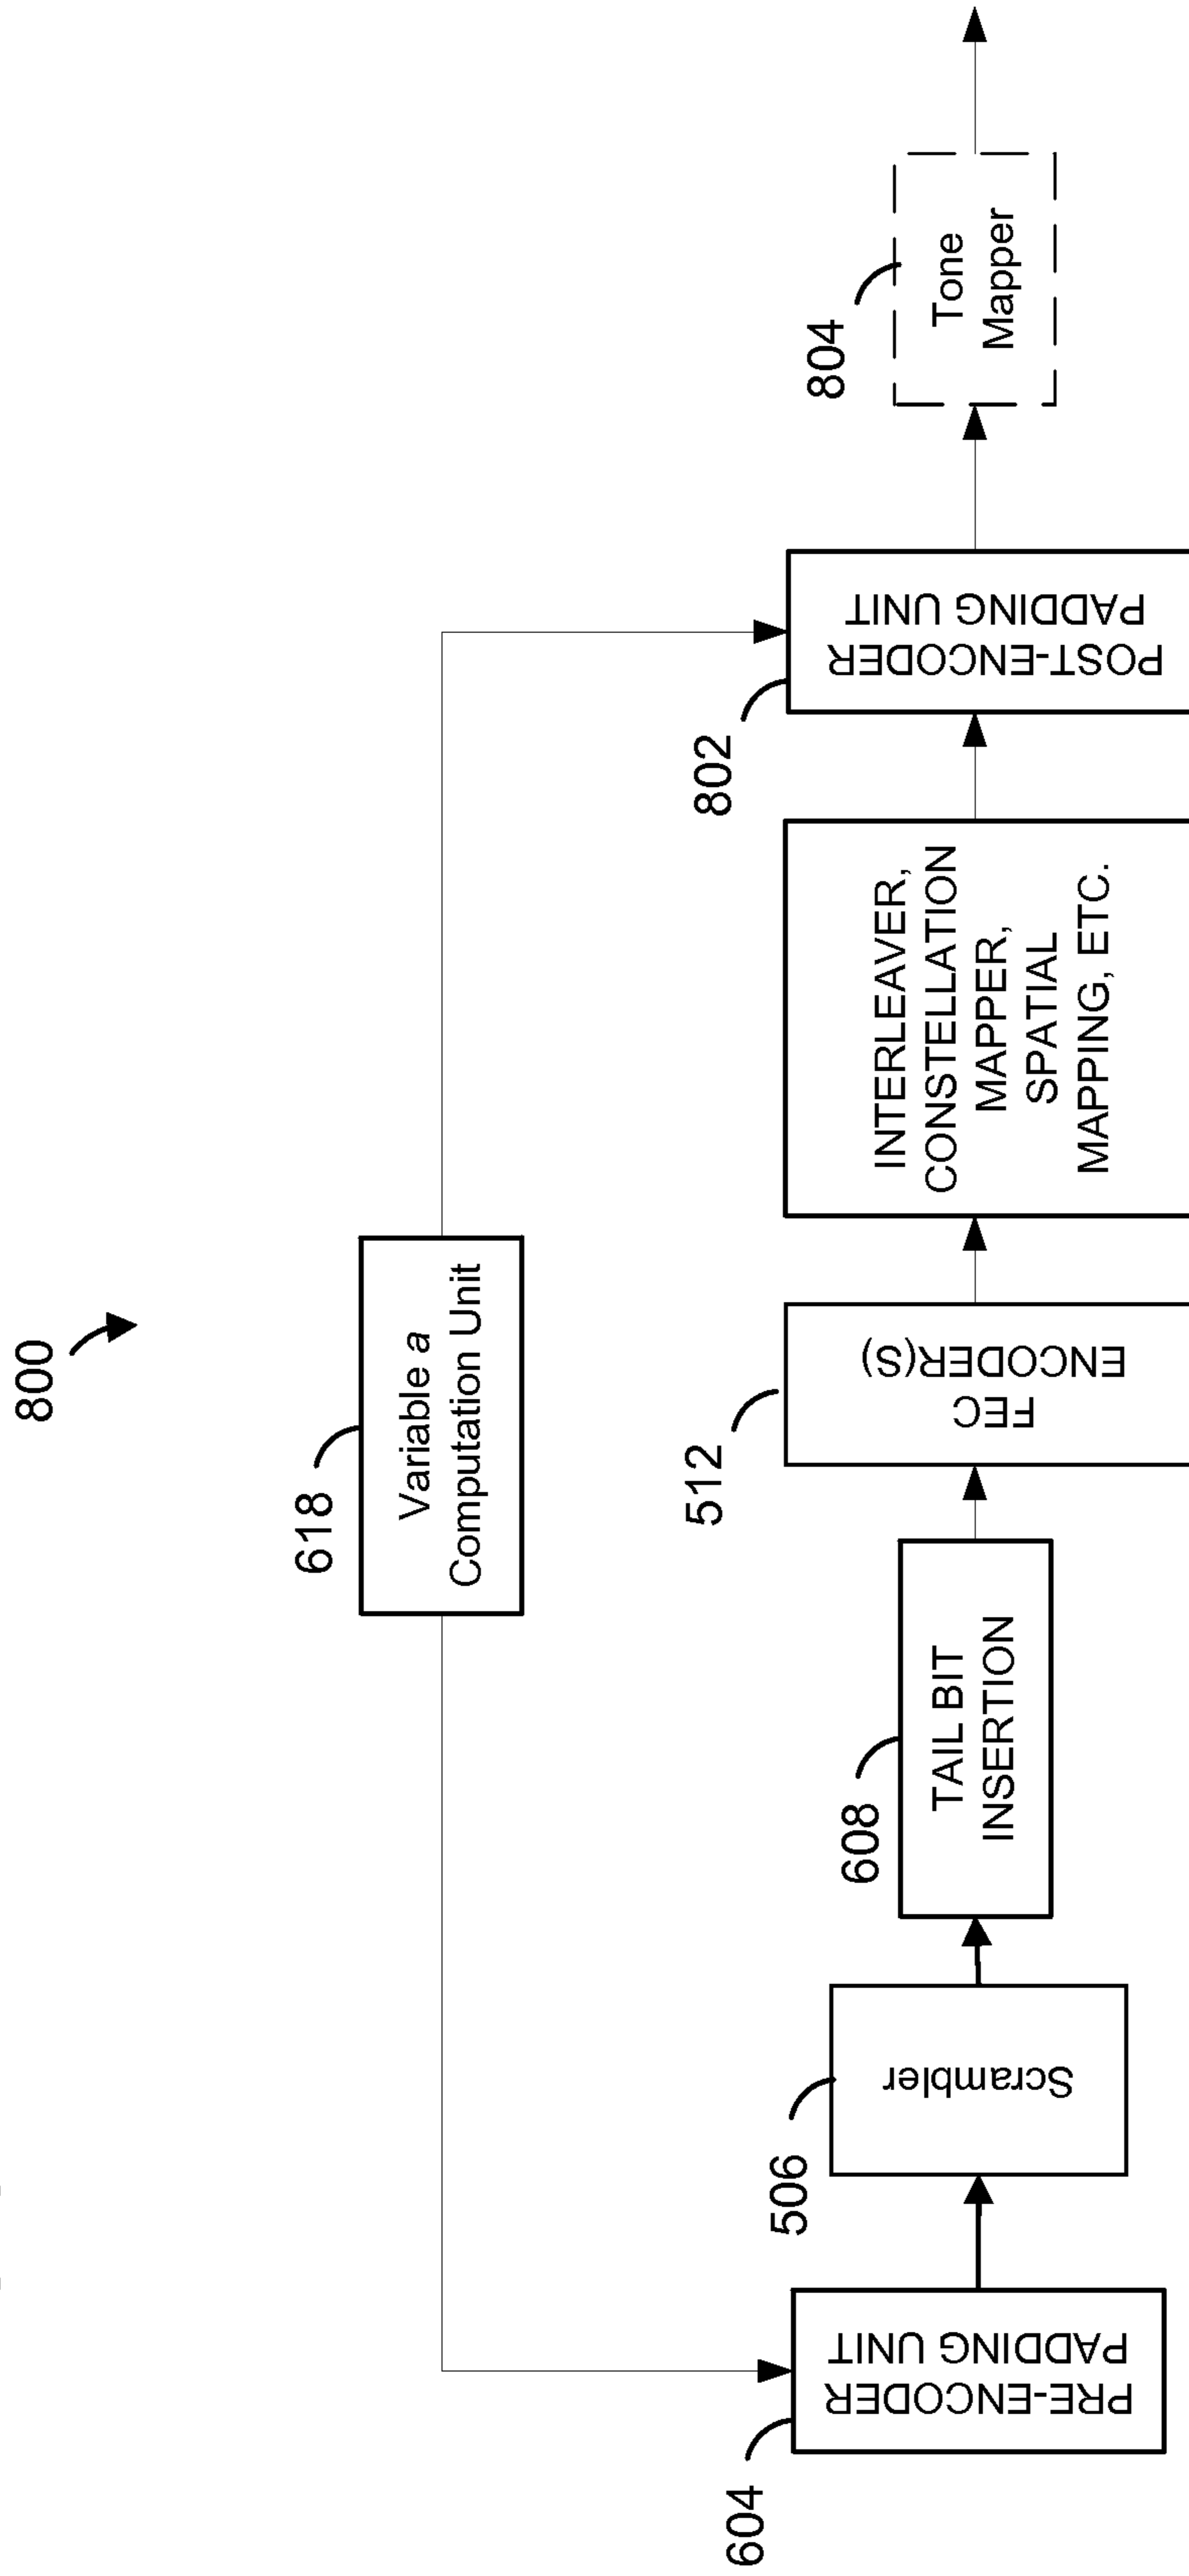 800
618
Variable a
Computation Unit
604
PRE-ENCODER
PADDING UNIT
506
Scrambler
608
TAIL BIT
INSERTION
512
FEC
ENCODER(S)
INTERLEAVER,
CONSTELLATION
MAPPER,
SPATIAL
MAPPING, ETC.
802
POST-ENCODER
PADDING UNIT
804
Tone
Mapper